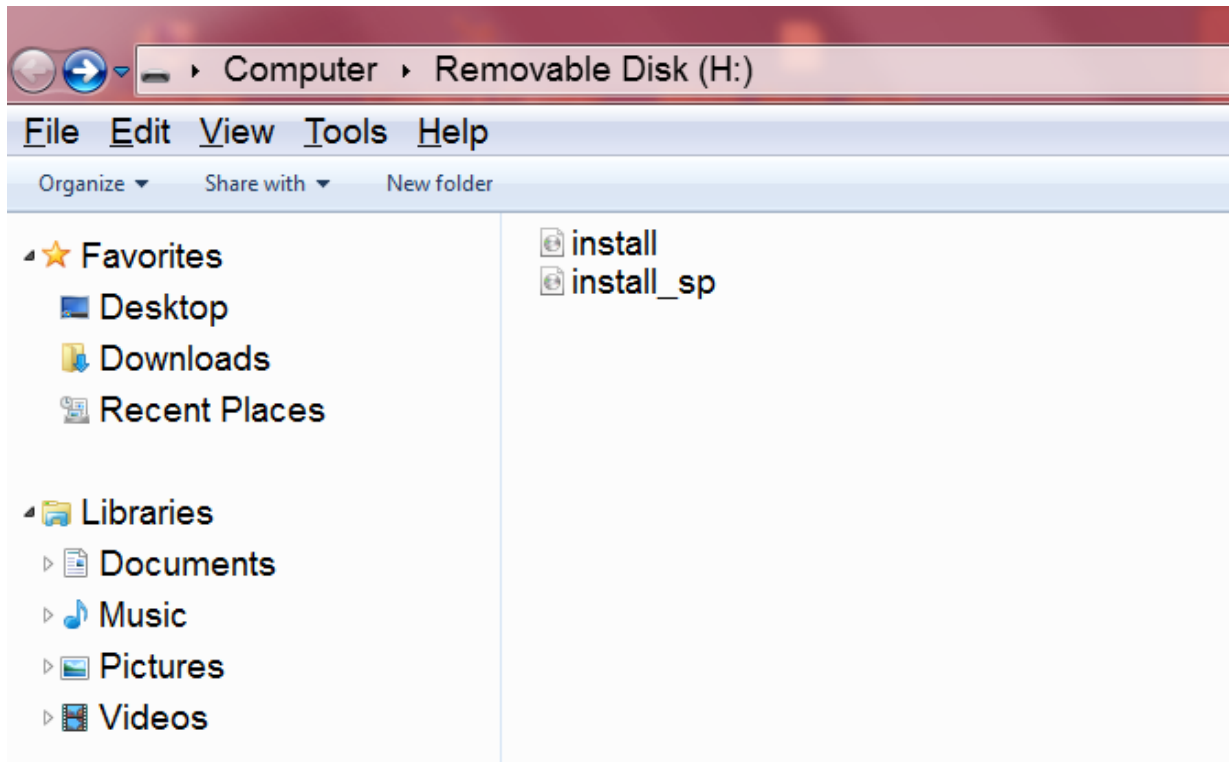 Computer Removable Disk (H:)
File Edit View Tools Help
Organize Share with New folder
Favorites
Desktop
Downloads
Recent Places
Libraries
Documents
Music
Pictures
Videos
install
install_sp